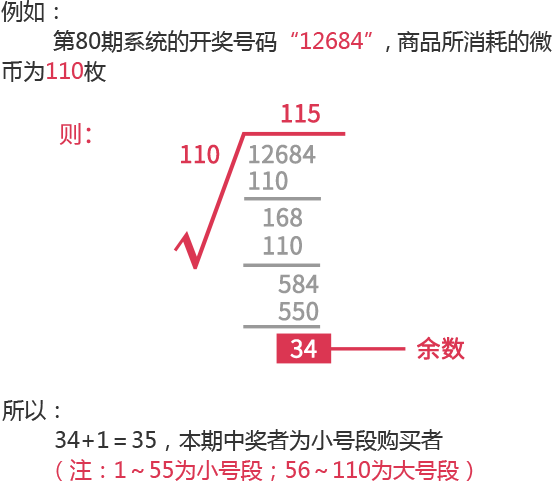 例如：
第80期系统的开奖号码“12684”，商品所消耗的微
币为110枚
则：
115
110 12684
110
168
110
584
550
34 余数
所以：
34+1=35，本期中奖者为小号段购买者
（注：1～55为小号段；56～110为大号段）